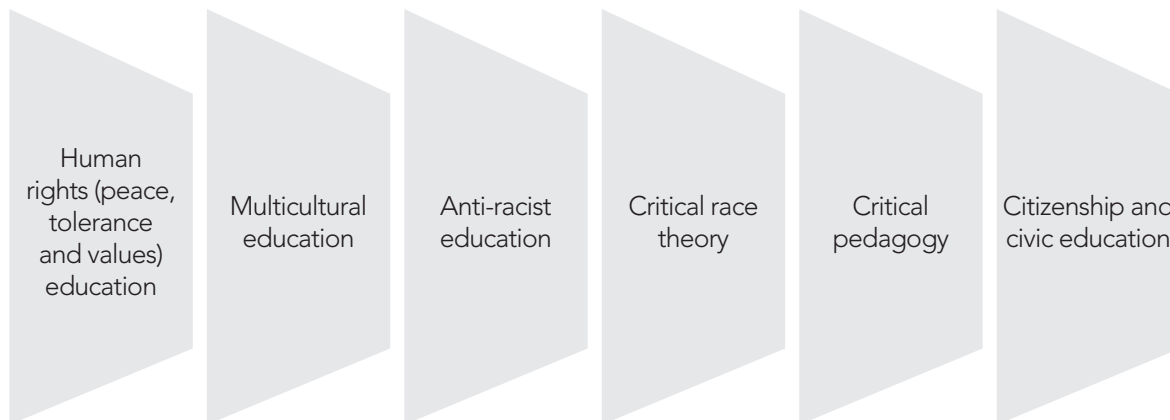 Human
rights (peace,
tolerance
and values)
education
Multicultural
education
Anti-racist
education
Critical race
theory
Critical
pedagogy
Citizenship and
civic education